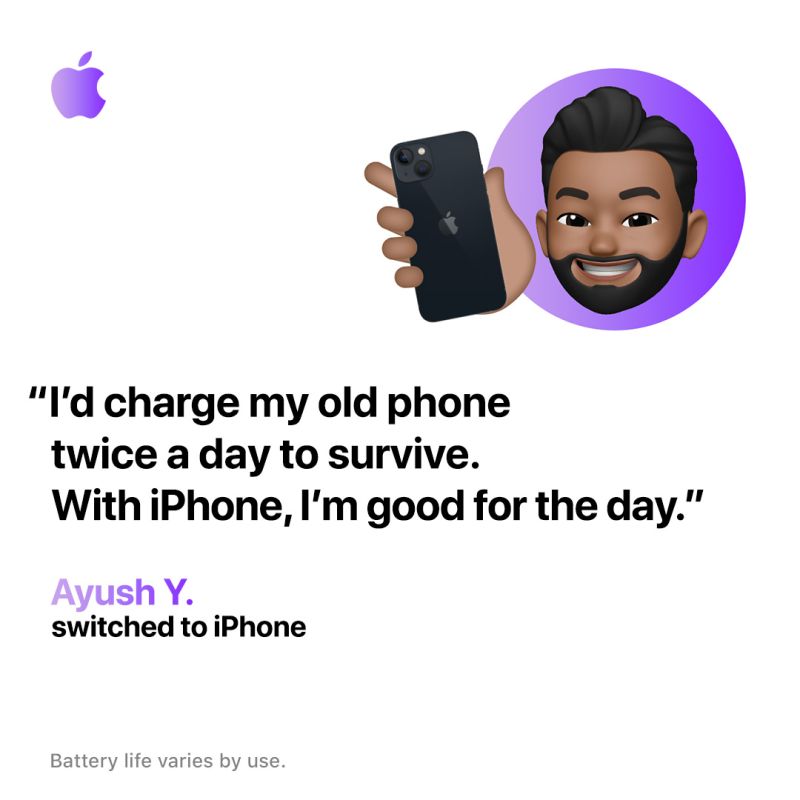 “I’d charge my old phone
twice a day to survive.
With iPhone, I’m good for the day.”
Ayush Y.
switched to iPhone
Battery life varies by use.